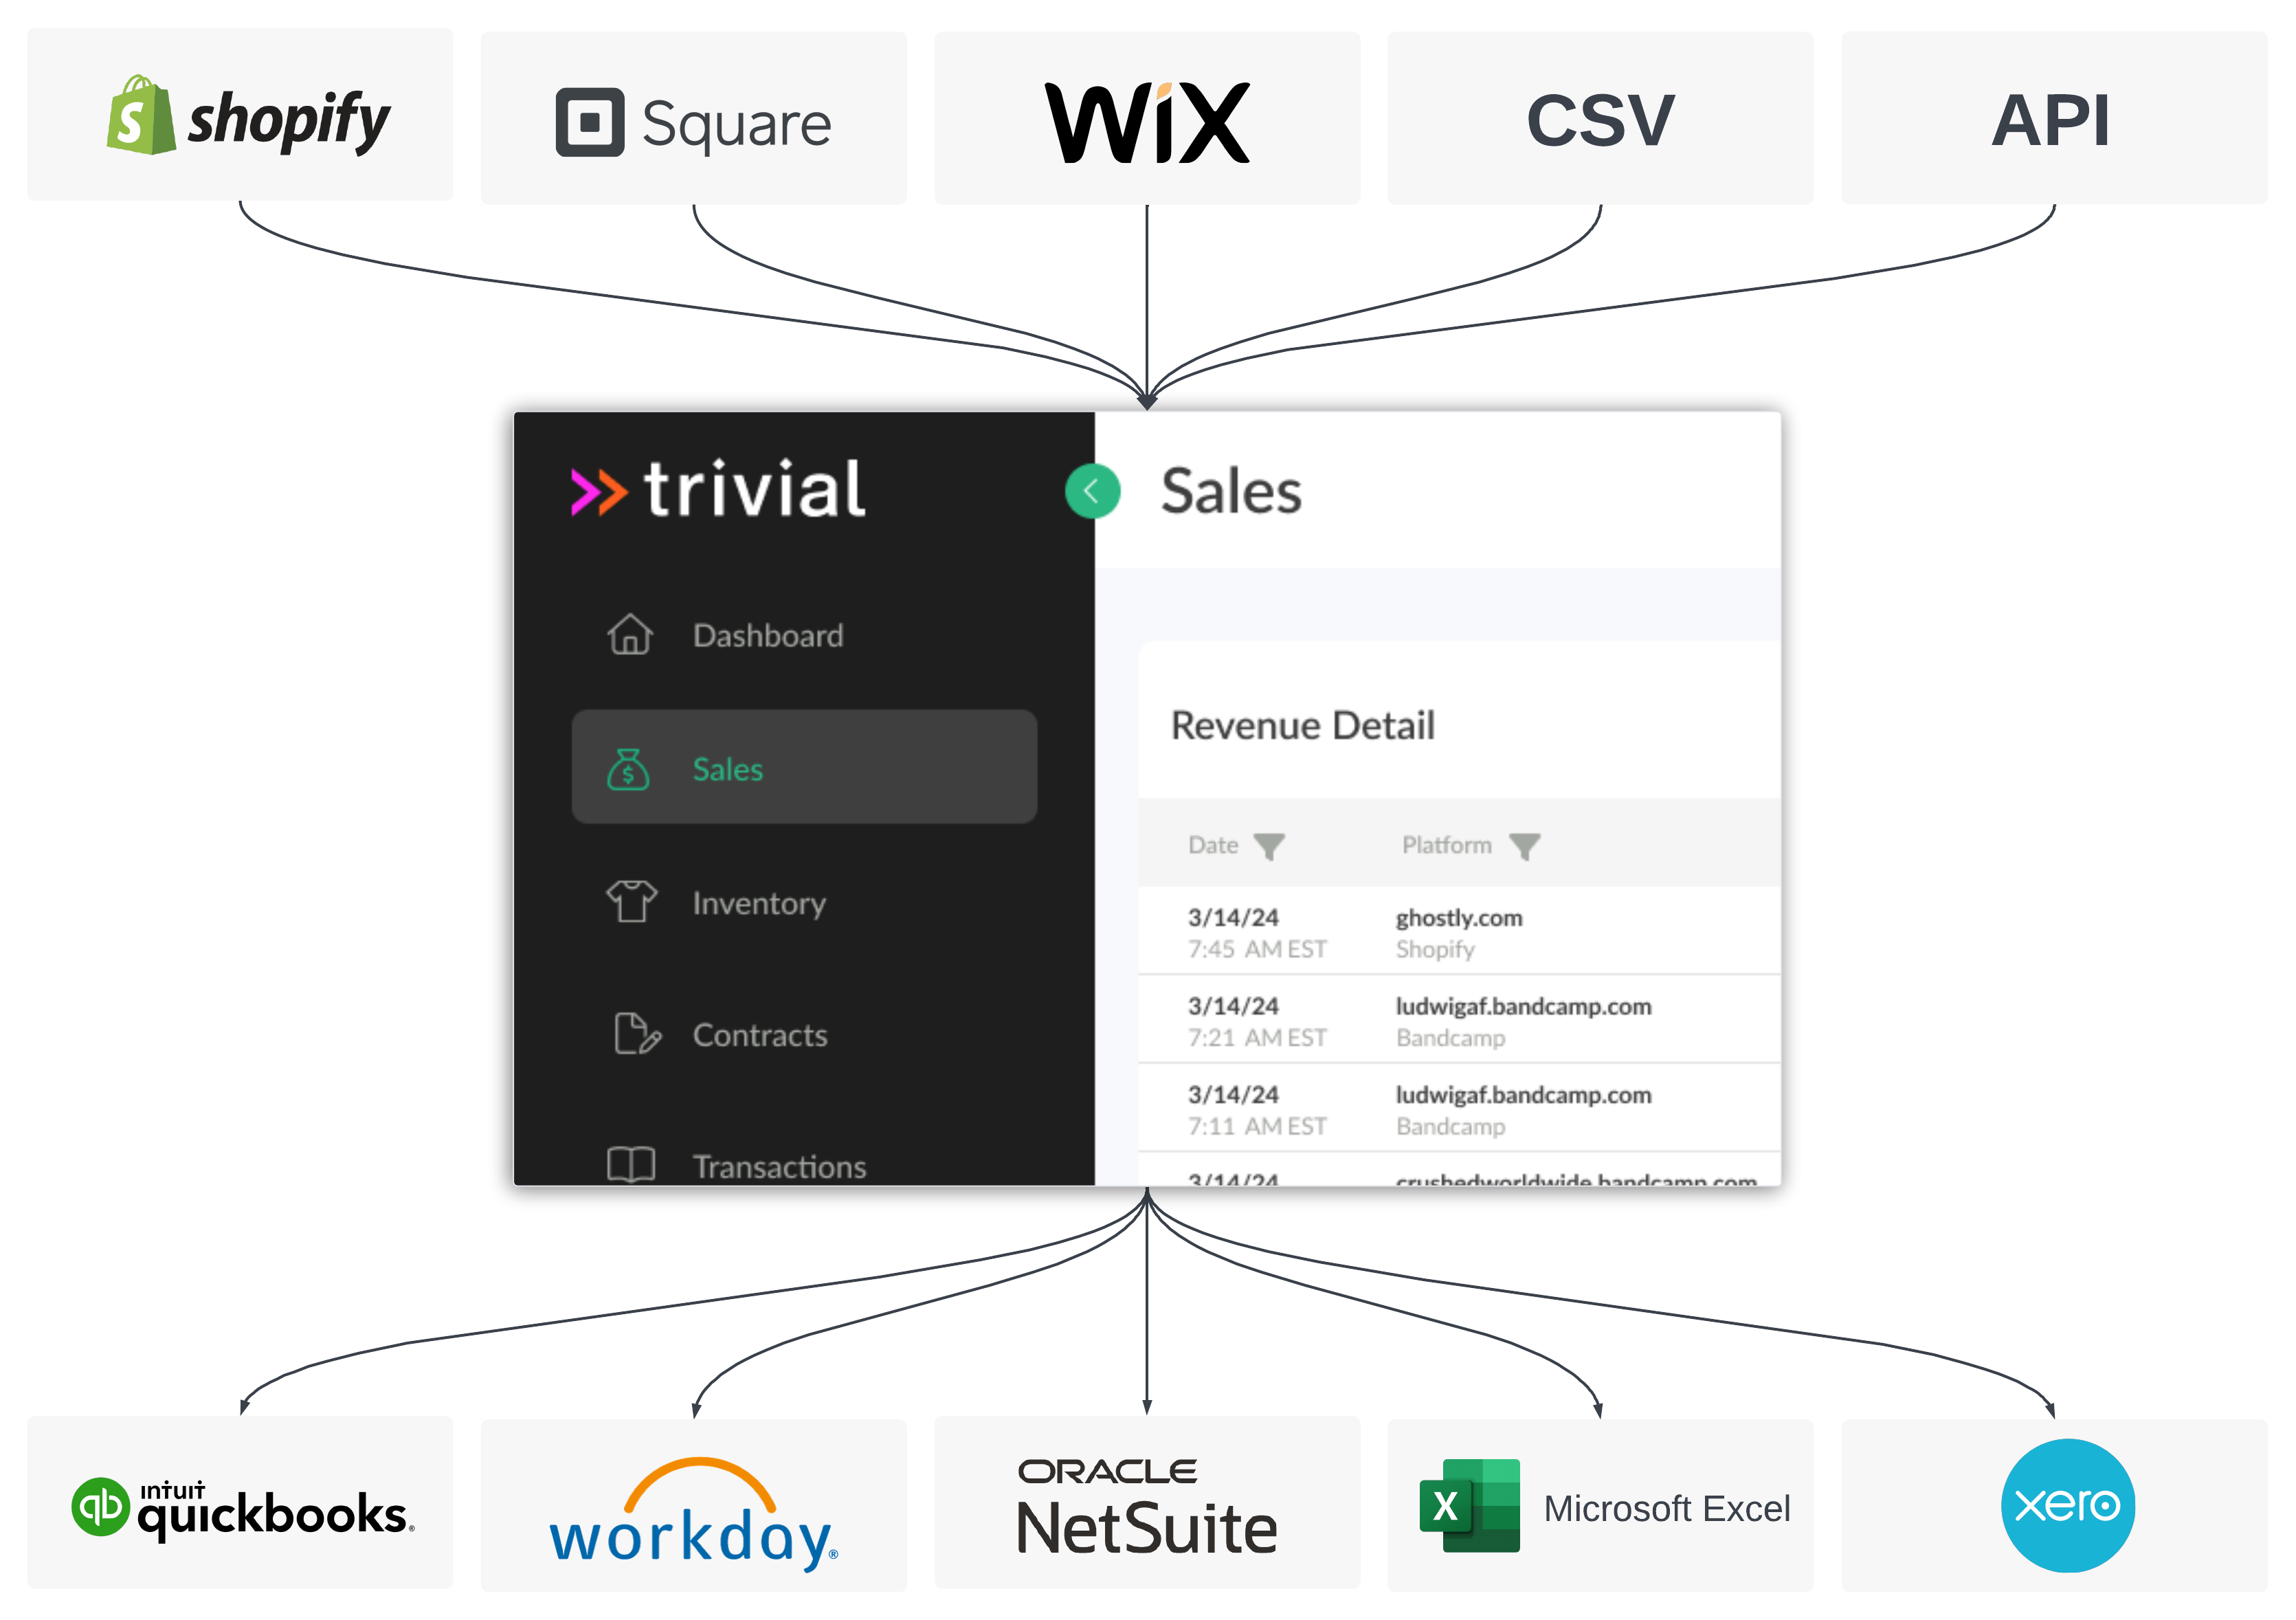 shopify
Square
WiX
CSV
API
trivial
Sales
Dashboard
Sales
Inventory
Contracts
Transactions
Revenue Detail
Date Platform
3/14/24 ghostly.com
7:45 AM EST Shopify
3/14/24 ludwigaf.bandcamp.com
7:21 AM EST Bandcamp
3/14/24 ludwigaf.bandcamp.com
7:11 AM EST Bandcamp
3/14/24 crushedworldwide.bandcamp.com
qb
ıntuıt
quickbooks®
workday®
ORACLE
NetSuite
X Microsoft Excel
xero